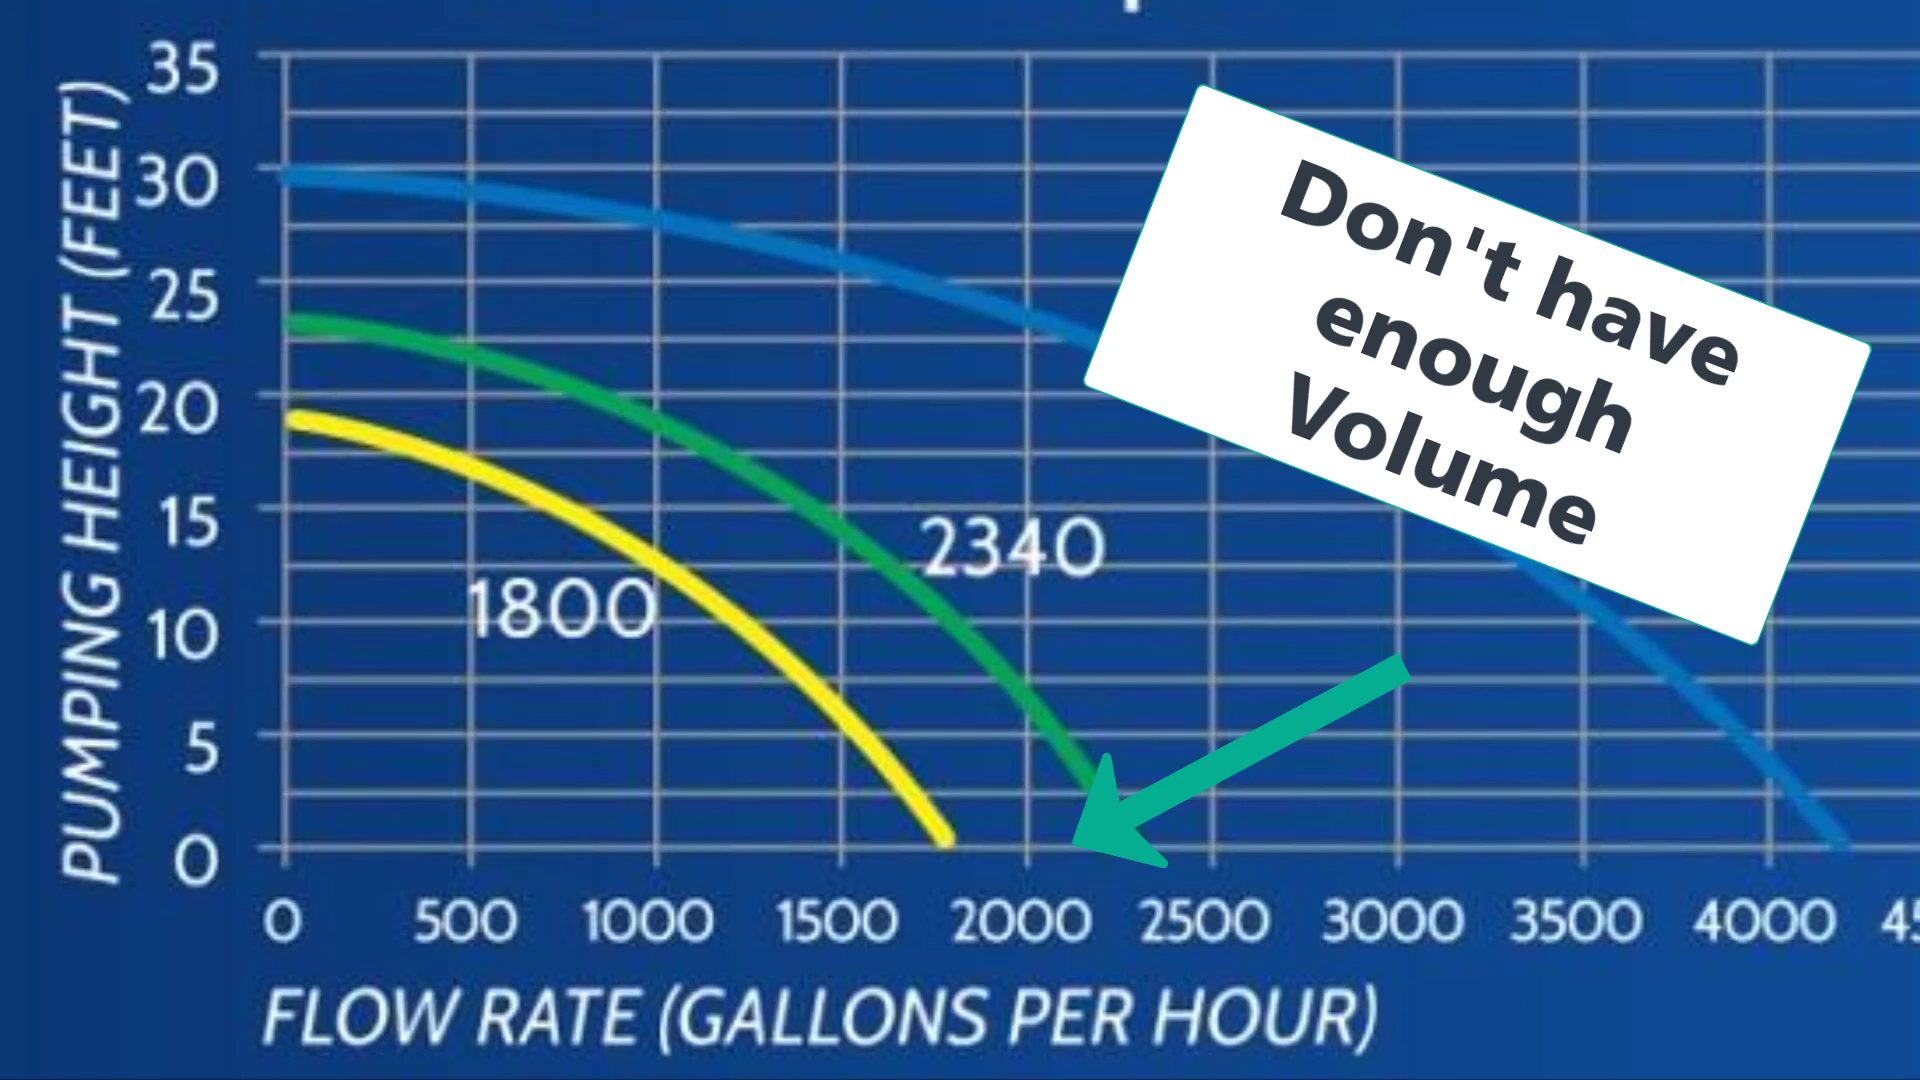 35
30
25
20
15
10
5
0
PUMPING HEIGHT (FEET)
Don't have
enough
Volume
2340
1800
0 500 1000 1500 2000 2500 3000 3500 4000
FLOW RATE (GALLONS PER HOUR)